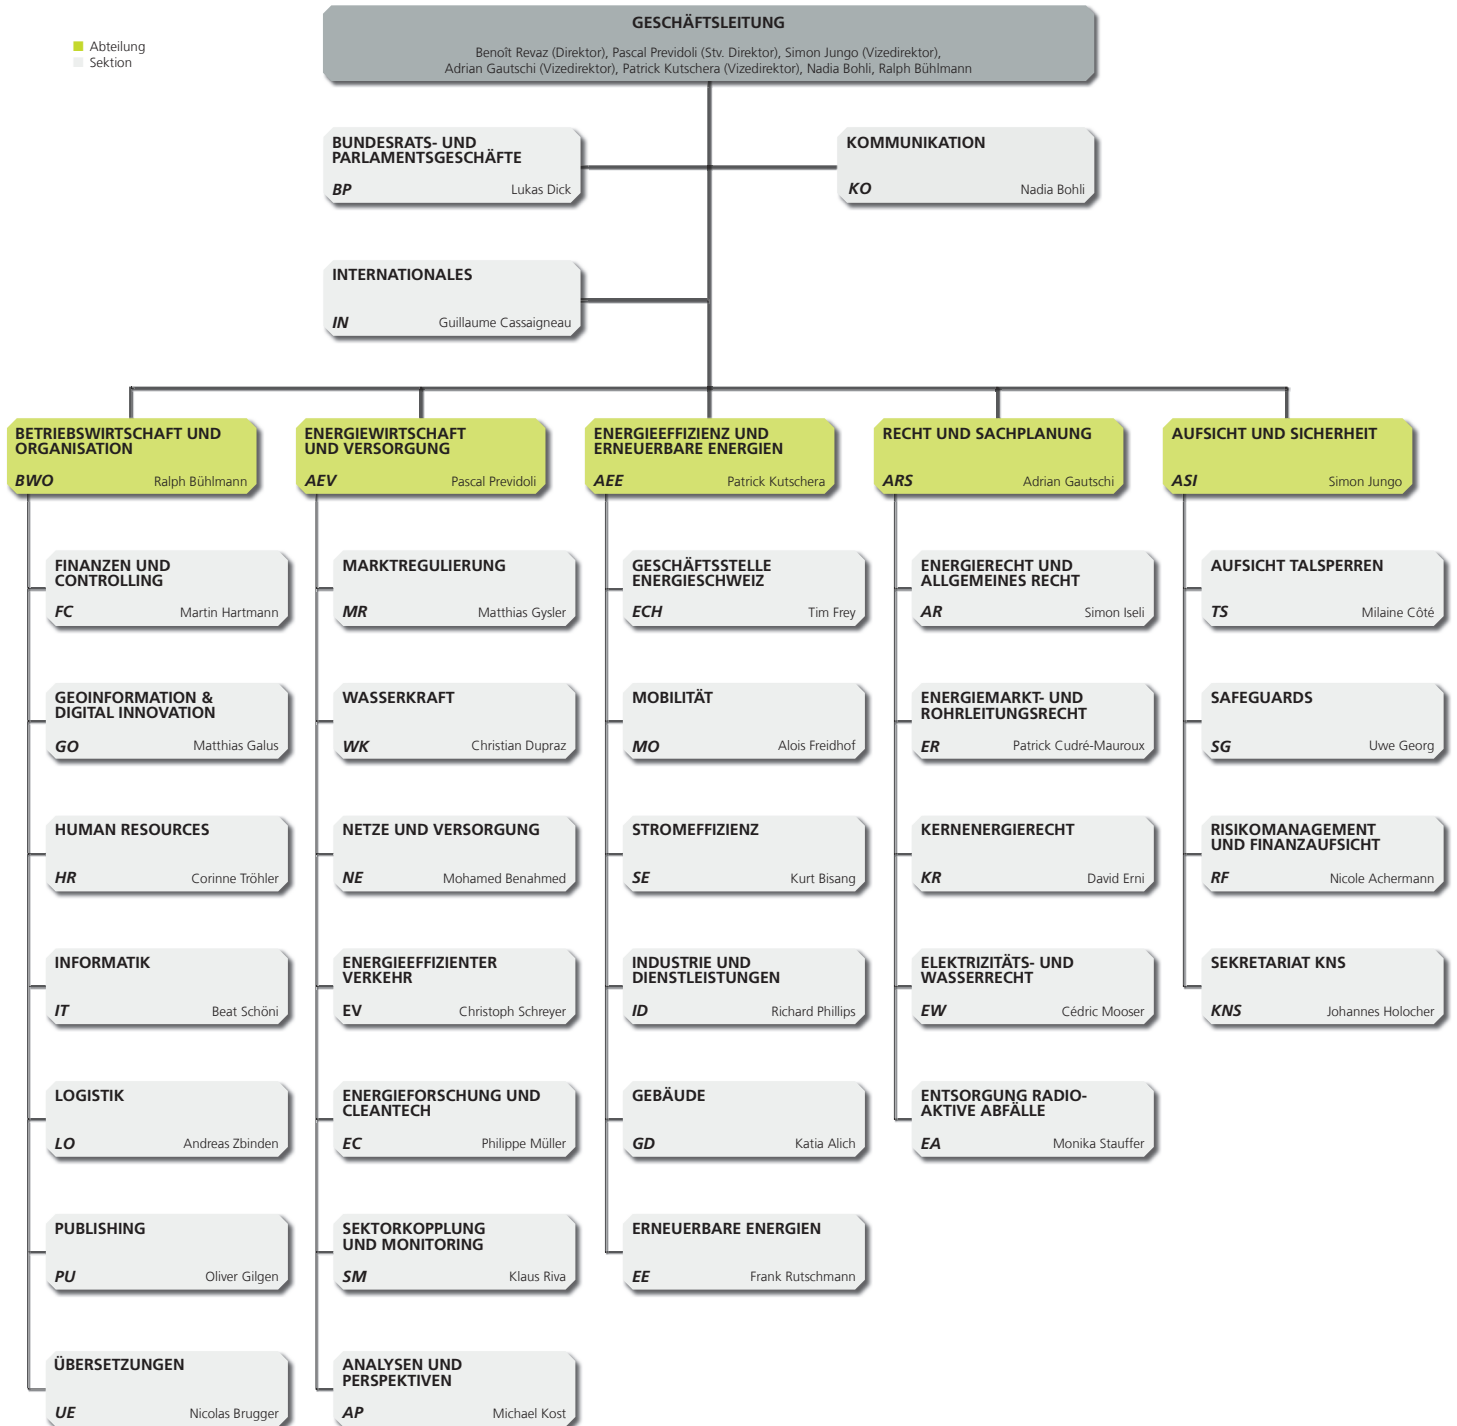 GESCHÄFTSLEITUNG
Benoît Revaz (Direktor), Pascal Previdoli (Stv. Direktor), Simon Jungo (Vizedirektor),
Adrian Gautschi (Vizedirektor), Patrick Kutschera (Vizedirektor), Nadia Bohli, Ralph Bühlmann
Abteilung
Sektion
BUNDESRATS- UND
PARLAMENTSGESCHÄFTE
BP Lukas Dick
KOMMUNIKATION
KO Nadia Bohli
INTERNATIONALES
IN Guillaume Cassaigneau
BETRIEBSWIRTSCHAFT UND
ORGANISATION
BWO Ralph Bühlmann
FINANZEN UND
CONTROLLING
FC Martin Hartmann
GEOINFORMATION &
DIGITAL INNOVATION
GO Matthias Galus
HUMAN RESOURCES
HR Corinne Tröhler
INFORMATIK
IT Beat Schöni
LOGISTIK
LO Andreas Zbinden
PUBLISHING
PU Oliver Gilgen
ÜBERSETZUNGEN
UE Nicolas Brugger
ENERGIEWIRTSCHAFT
UND VERSORGUNG
AEV Pascal Previdoli
MARKTREGULIERUNG
MR Matthias Gysler
WASSERKRAFT
WK Christian Dupraz
NETZE UND VERSORGUNG
NE Mohamed Benahmed
ENERGIEEFFIZIENTER
VERKEHR
EV Christoph Schreyer
ENERGIEFORSCHUNG UND
CLEANTECH
EC Philippe Müller
SEKTORKOPPLUNG
UND MONITORING
SM Klaus Riva
ANALYSEN UND
PERSPEKTIVEN
AP Michael Kost
ENERGIEEFFIZIENZ UND
ERNEUERBARE ENERGIEN
AEE Patrick Kutschera
GESCHÄFTSSTELLE
ENERGIESCHWEIZ
ECH Tim Frey
MOBILITÄT
MO Alois Freidhof
STROMEFFIZIENZ
SE Kurt Bisang
INDUSTRIE UND
DIENSTLEISTUNGEN
ID Richard Phillips
GEBÄUDE
GD Katia Alich
ERNEUERBARE ENERGIEN
EE Frank Rutschmann
RECHT UND SACHPLANUNG
ARS Adrian Gautschi
ENERGIERECHT UND
ALLGEMEINES RECHT
AR Simon Iseli
ENERGIEMARKT- UND
ROHRLEITUNGSRECHT
ER Patrick Cudré-Mauroux
KERNENERGIERECHT
KR David Erni
ELEKTRIZITÄTS- UND
WASSERRECHT
EW Cédric Mooser
ENTSORGUNG RADIO-
AKTIVE ABFÄLLE
EA Monika Stauffer
AUFSICHT UND SICHERHEIT
ASI Simon Jungo
AUFSICHT TALSPERREN
TS Milaine Côté
SAFEGUARDS
SG Uwe Georg
RISIKOMANAGEMENT
UND FINANZAUFSICHT
RF Nicole Achermann
SEKRETARIAT KNS
KNS Johannes Holocher